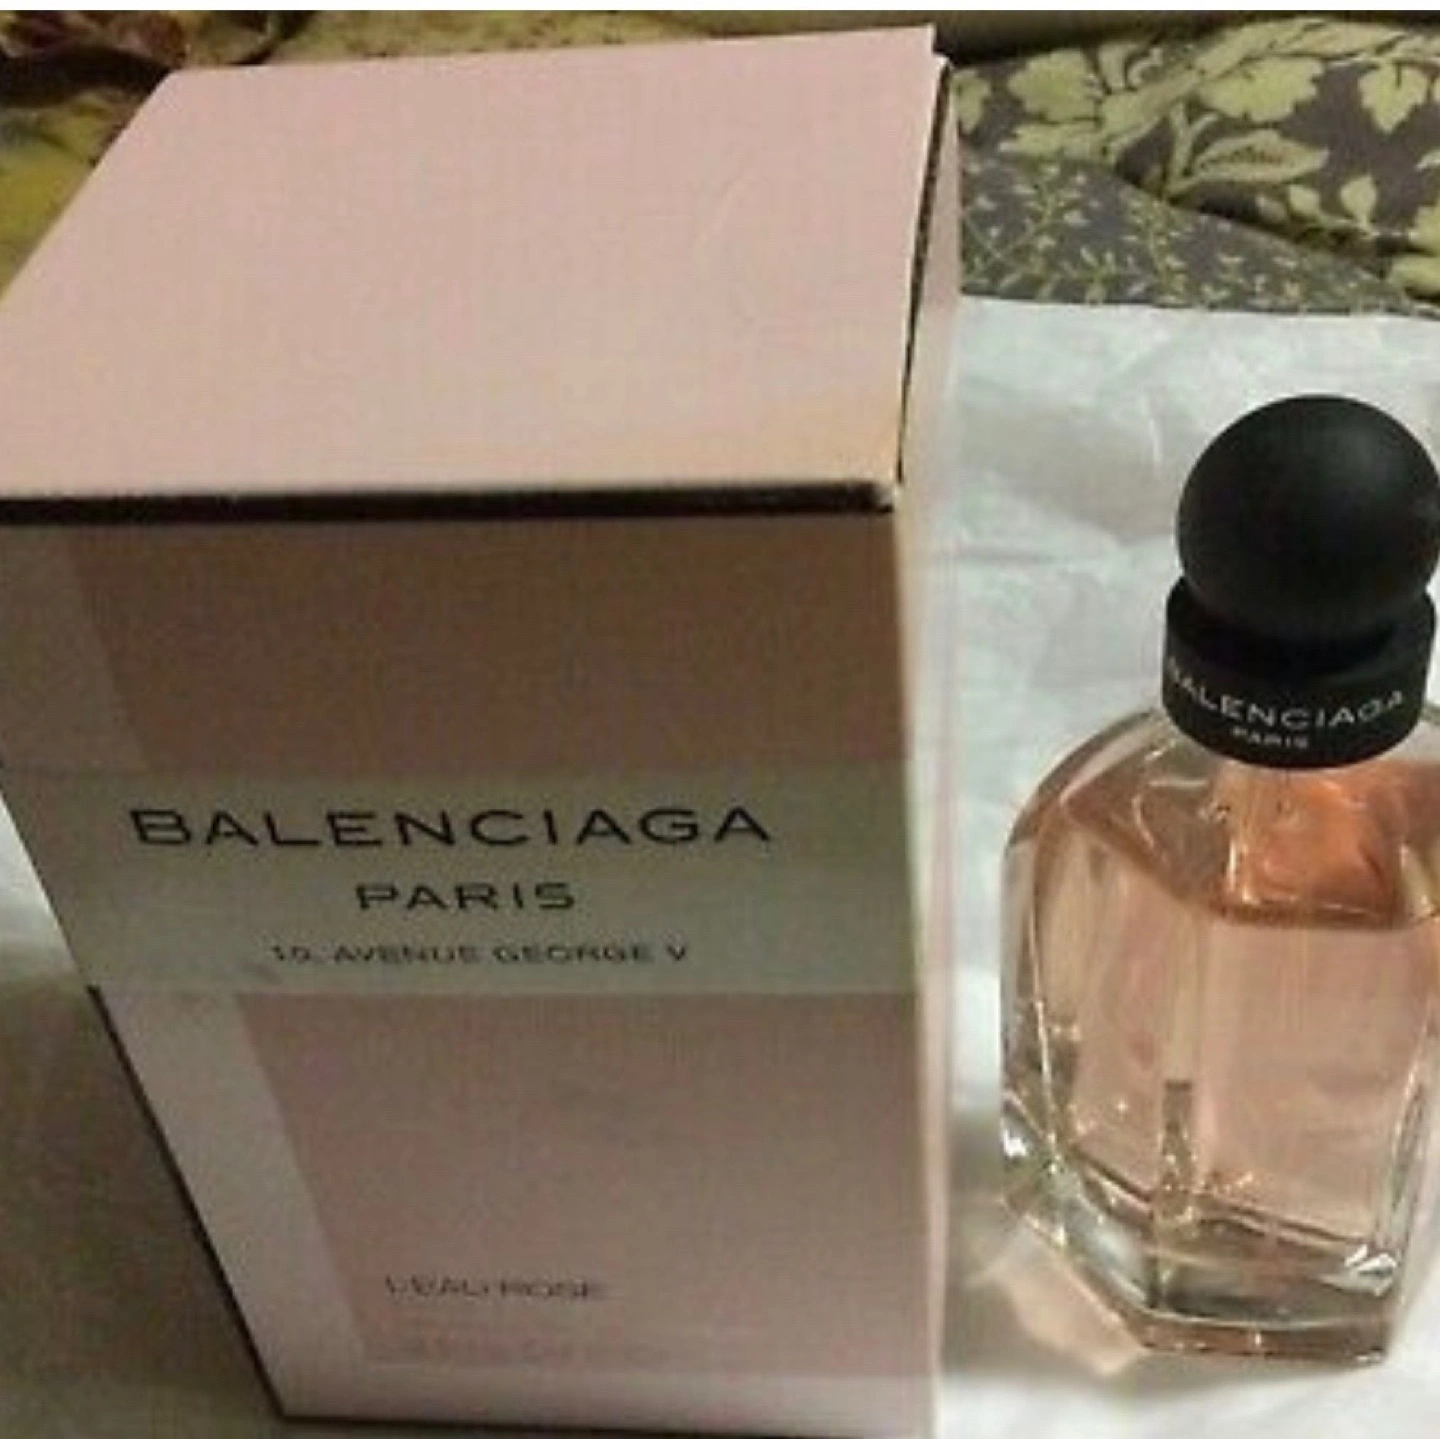 BALENCIAGA
PARIS
10, AVENUE GEORGE V
L'EAU ROSE
BALENCIAGA
PARIS